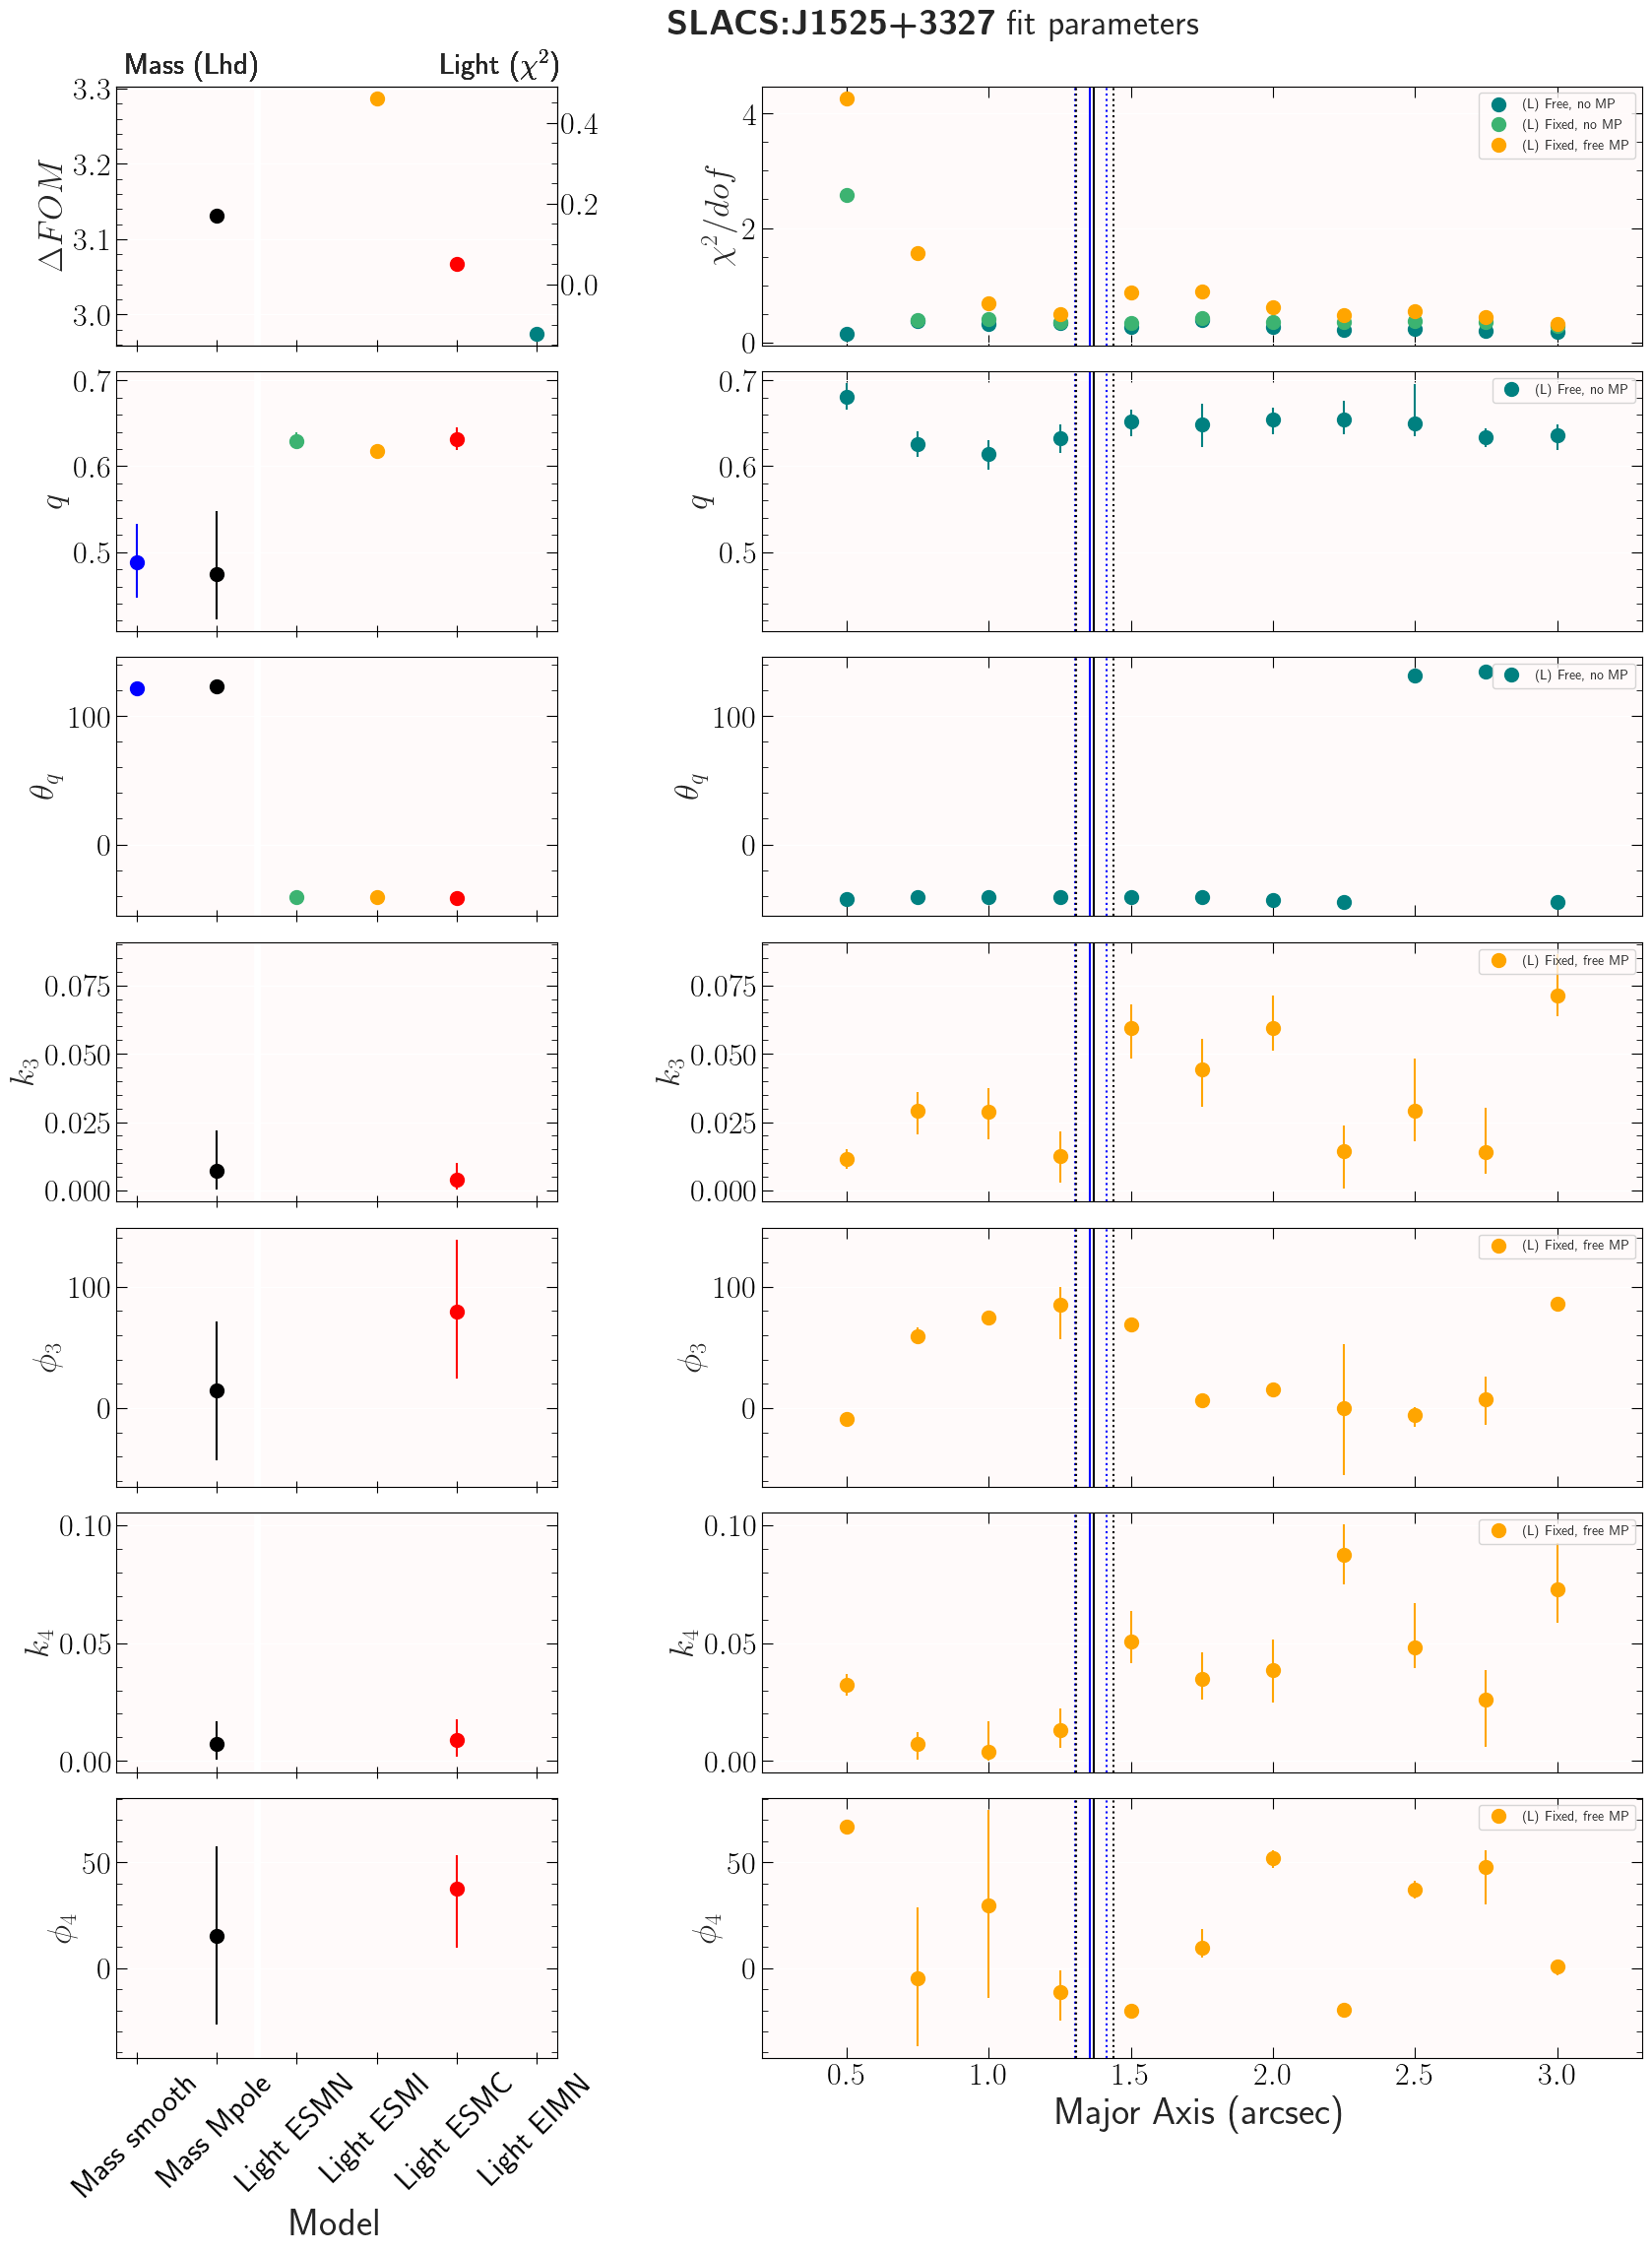 SLACS:J1525+3327 fit parameters
Mass (Lhd)
Light (χ²)
3.3
3.2
3.1
3.0
ΔFOM
0.4
0.2
0.0
4
2
0
χ²/dof
(L) Free, no MP
(L) Fixed, no MP
(L) Fixed, free MP
0.7
0.6
0.5
q
0.7
0.6
0.5
q
(L) Free, no MP
100
0
θq
100
0
θq
(L) Free, no MP
0.075
0.050
0.025
0.000
k3
0.075
0.050
0.025
0.000
k3
(L) Fixed, free MP
100
0
ϕ3
100
0
ϕ3
(L) Fixed, free MP
0.10
0.05
0.00
k4
0.10
0.05
0.00
k4
(L) Fixed, free MP
50
0
ϕ4
50
0
ϕ4
(L) Fixed, free MP
Mass smooth
Mass Mpole
Light ESMN
Light ESMI
Light ESMC
Light EIMN
Model
0.5 1.0 1.5 2.0 2.5 3.0
Major Axis (arcsec)